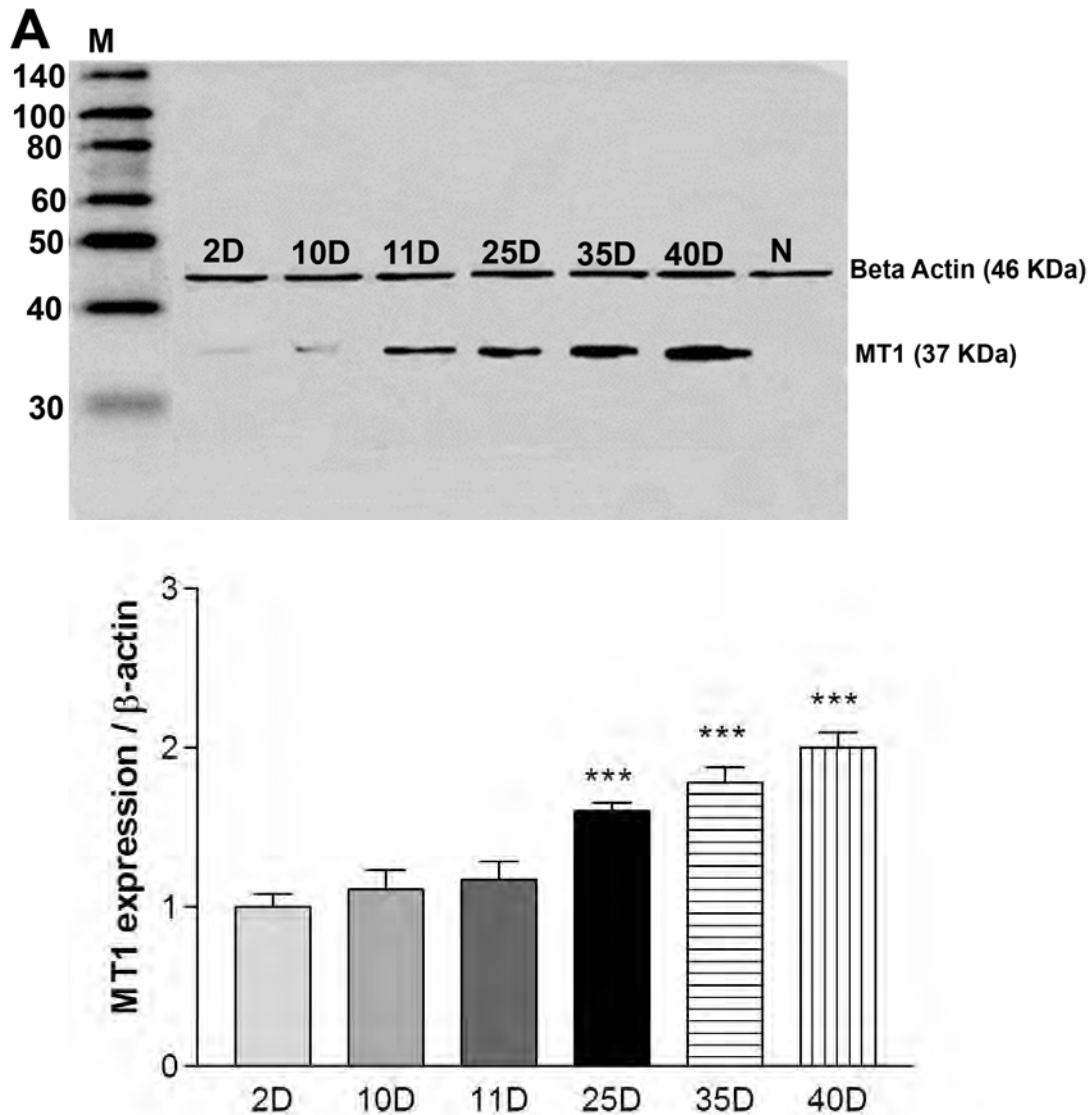 A
M
140
100
80
60
50
40
30
2D 10D 11D 25D 35D 40D N
Beta Actin (46 KDa)
MT1 (37 KDa)
MT1 expression / β-actin
3
2
1
0
***
***
***
2D 10D 11D 25D 35D 40D